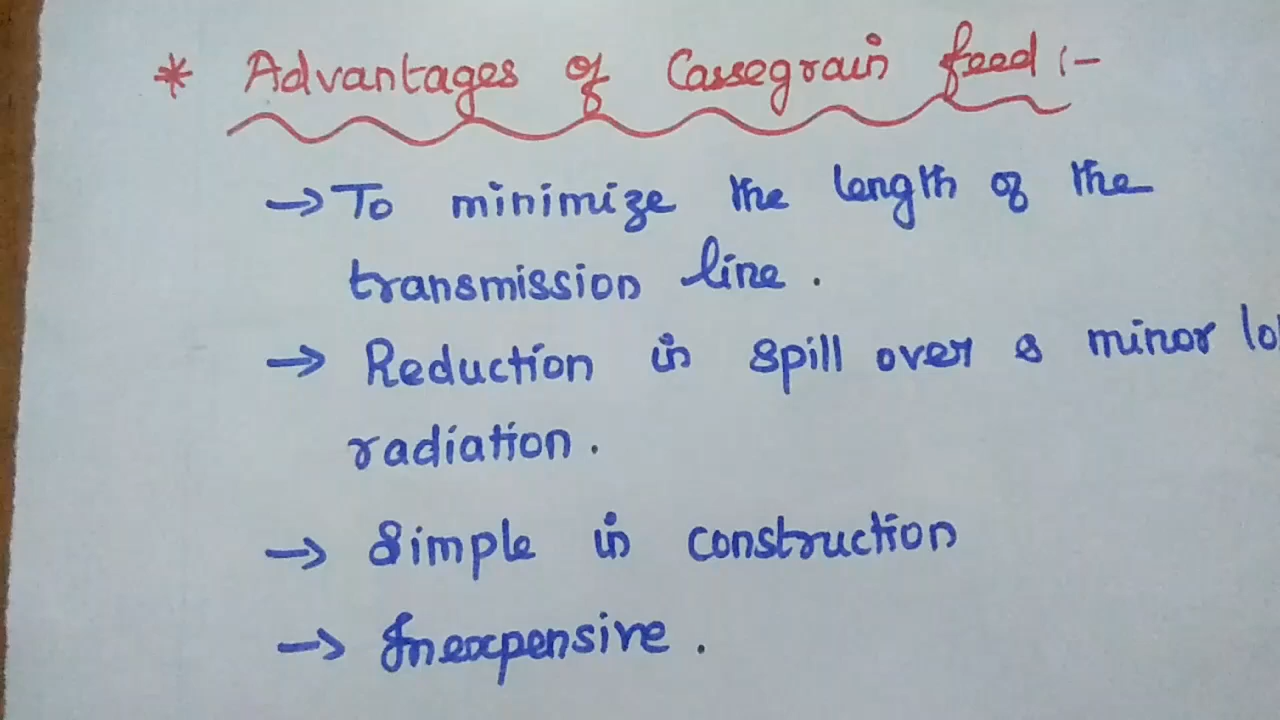 * Advantages of Cassegrain feed :-
→ To minimize the length of the
transmission line .
→ Reduction in spill over & minor lo
radiation .
→ Simple in construction
→ Inexpensive .